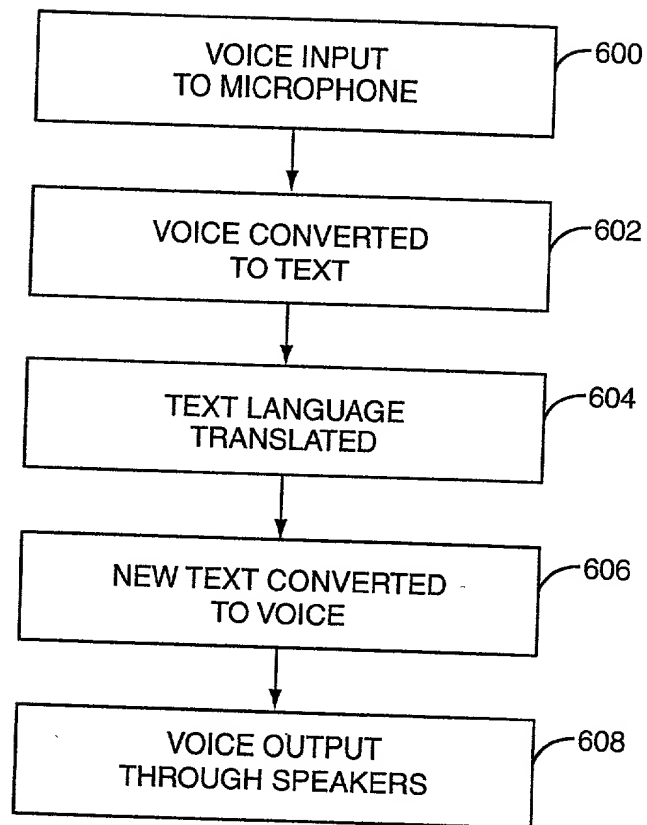 VOICE INPUT
TO MICROPHONE
600
VOICE CONVERTED
TO TEXT
602
TEXT LANGUAGE
TRANSLATED
604
NEW TEXT CONVERTED
TO VOICE
606
VOICE OUTPUT
THROUGH SPEAKERS
608